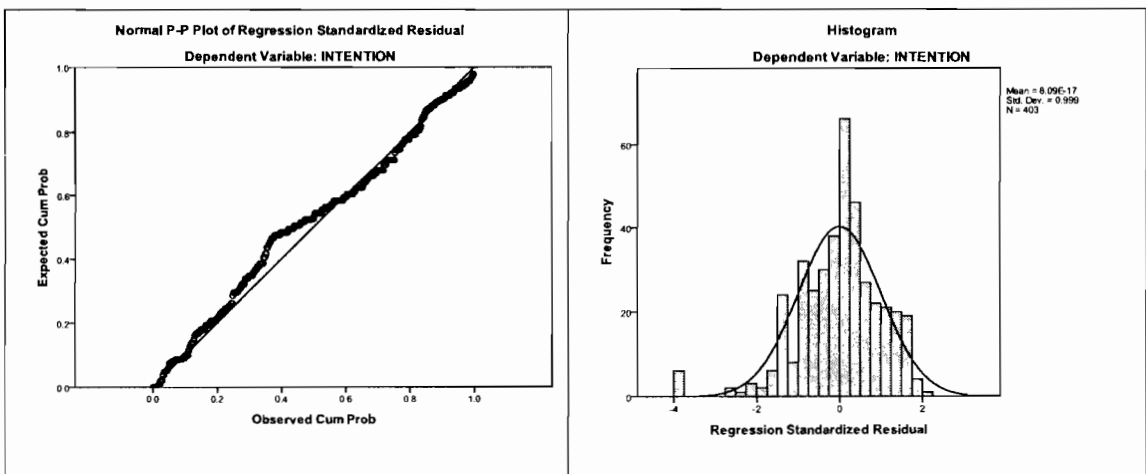 Normal P-P Plot of Regression Standardized Residual
Dependent Variable: INTENTION
1.0
0.8
0.6
0.4
0.2
0.0
Expected Cum Prob
0.0 0.2 0.4 0.6 0.8 1.0
Observed Cum Prob
Histogram
Dependent Variable: INTENTION
Mean = 8.09E-17
Std. Dev. = 0.999
N = 403
60
40
20
0
Frequency
-4 -2 0 2
Regression Standardized Residual